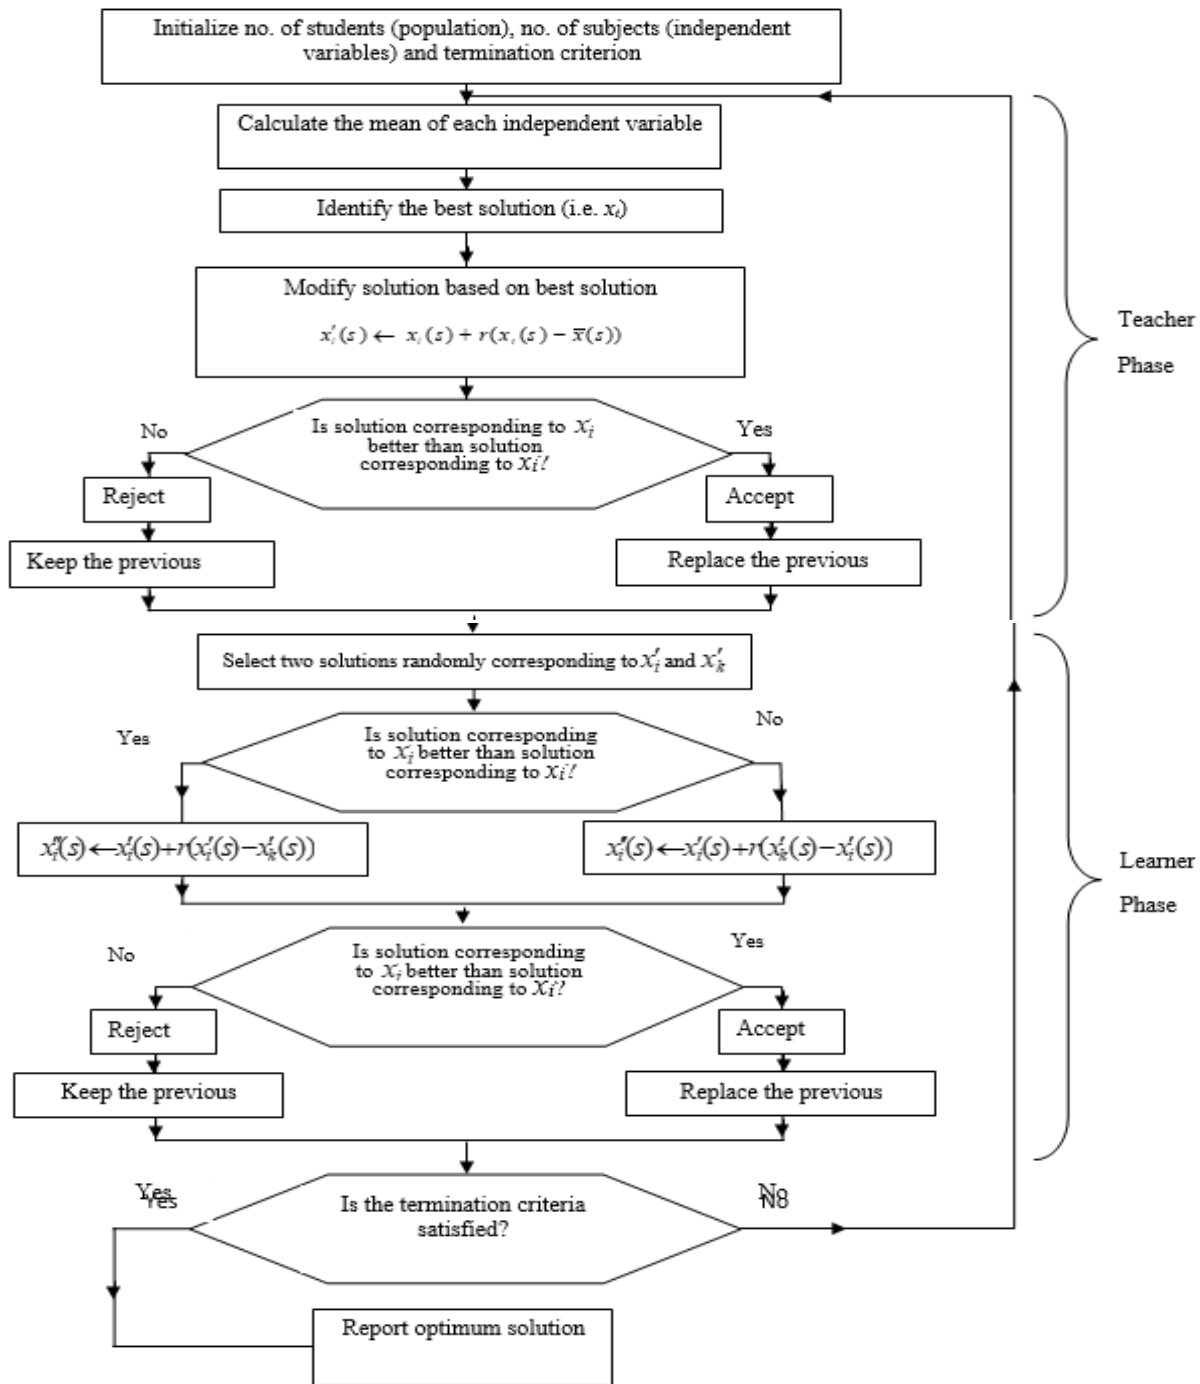 Initialize no. of students (population), no. of subjects (independent
variables) and termination criterion
Calculate the mean of each independent variable
Identify the best solution (i.e. xₜ)
Modify solution based on best solution
x′ᵢ(s) ← xᵢ(s) + r(xₜ(s) − x̅(s))
Is solution corresponding to xᵢ
better than solution
corresponding to xᵢ?
No
Yes
Reject
Accept
Keep the previous
Replace the previous
Teacher
Phase
Select two solutions randomly corresponding to x′ᵢ and x′ₖ
Is solution corresponding
to xᵢ better than solution
corresponding to xᵢ?
Yes
No
x″ᵢ(s)←x′ᵢ(s)+r(x′ᵢ(s)−x′ₖ(s))
x″ᵢ(s)←x′ᵢ(s)+r(x′ₖ(s)−x′ᵢ(s))
Learner
Phase
Is solution corresponding
to xᵢ better than solution
corresponding to xᵢ?
No
Yes
Reject
Accept
Keep the previous
Replace the previous
Is the termination criteria
satisfied?
Yes
Yes
No
No
Report optimum solution